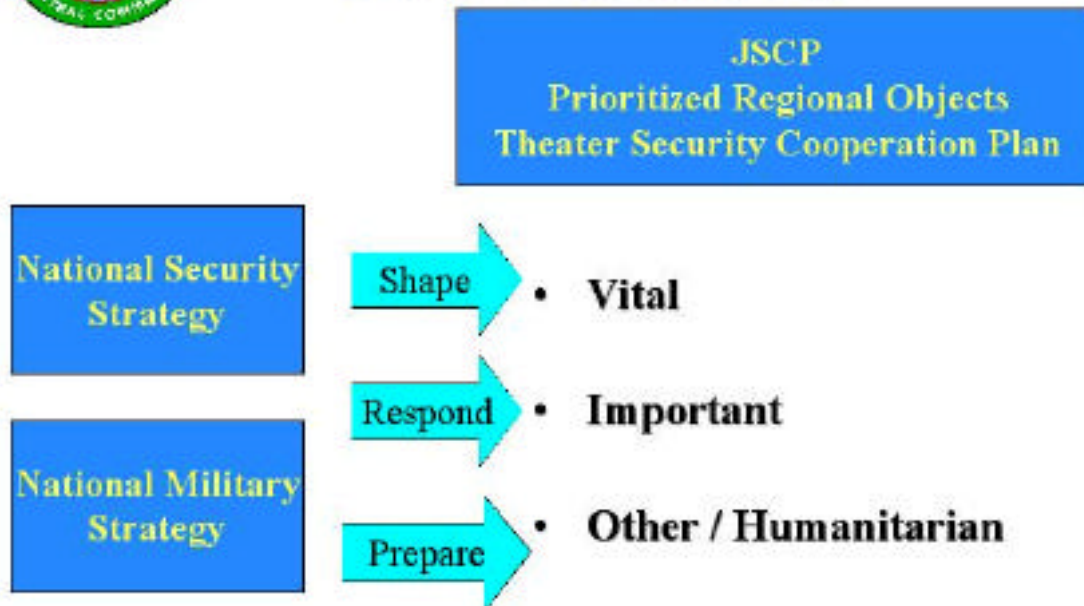 JSCP
Prioritized Regional Objects
Theater Security Cooperation Plan
National Security
Strategy
Shape
• Vital
Respond
• Important
National Military
Strategy
Prepare
• Other / Humanitarian